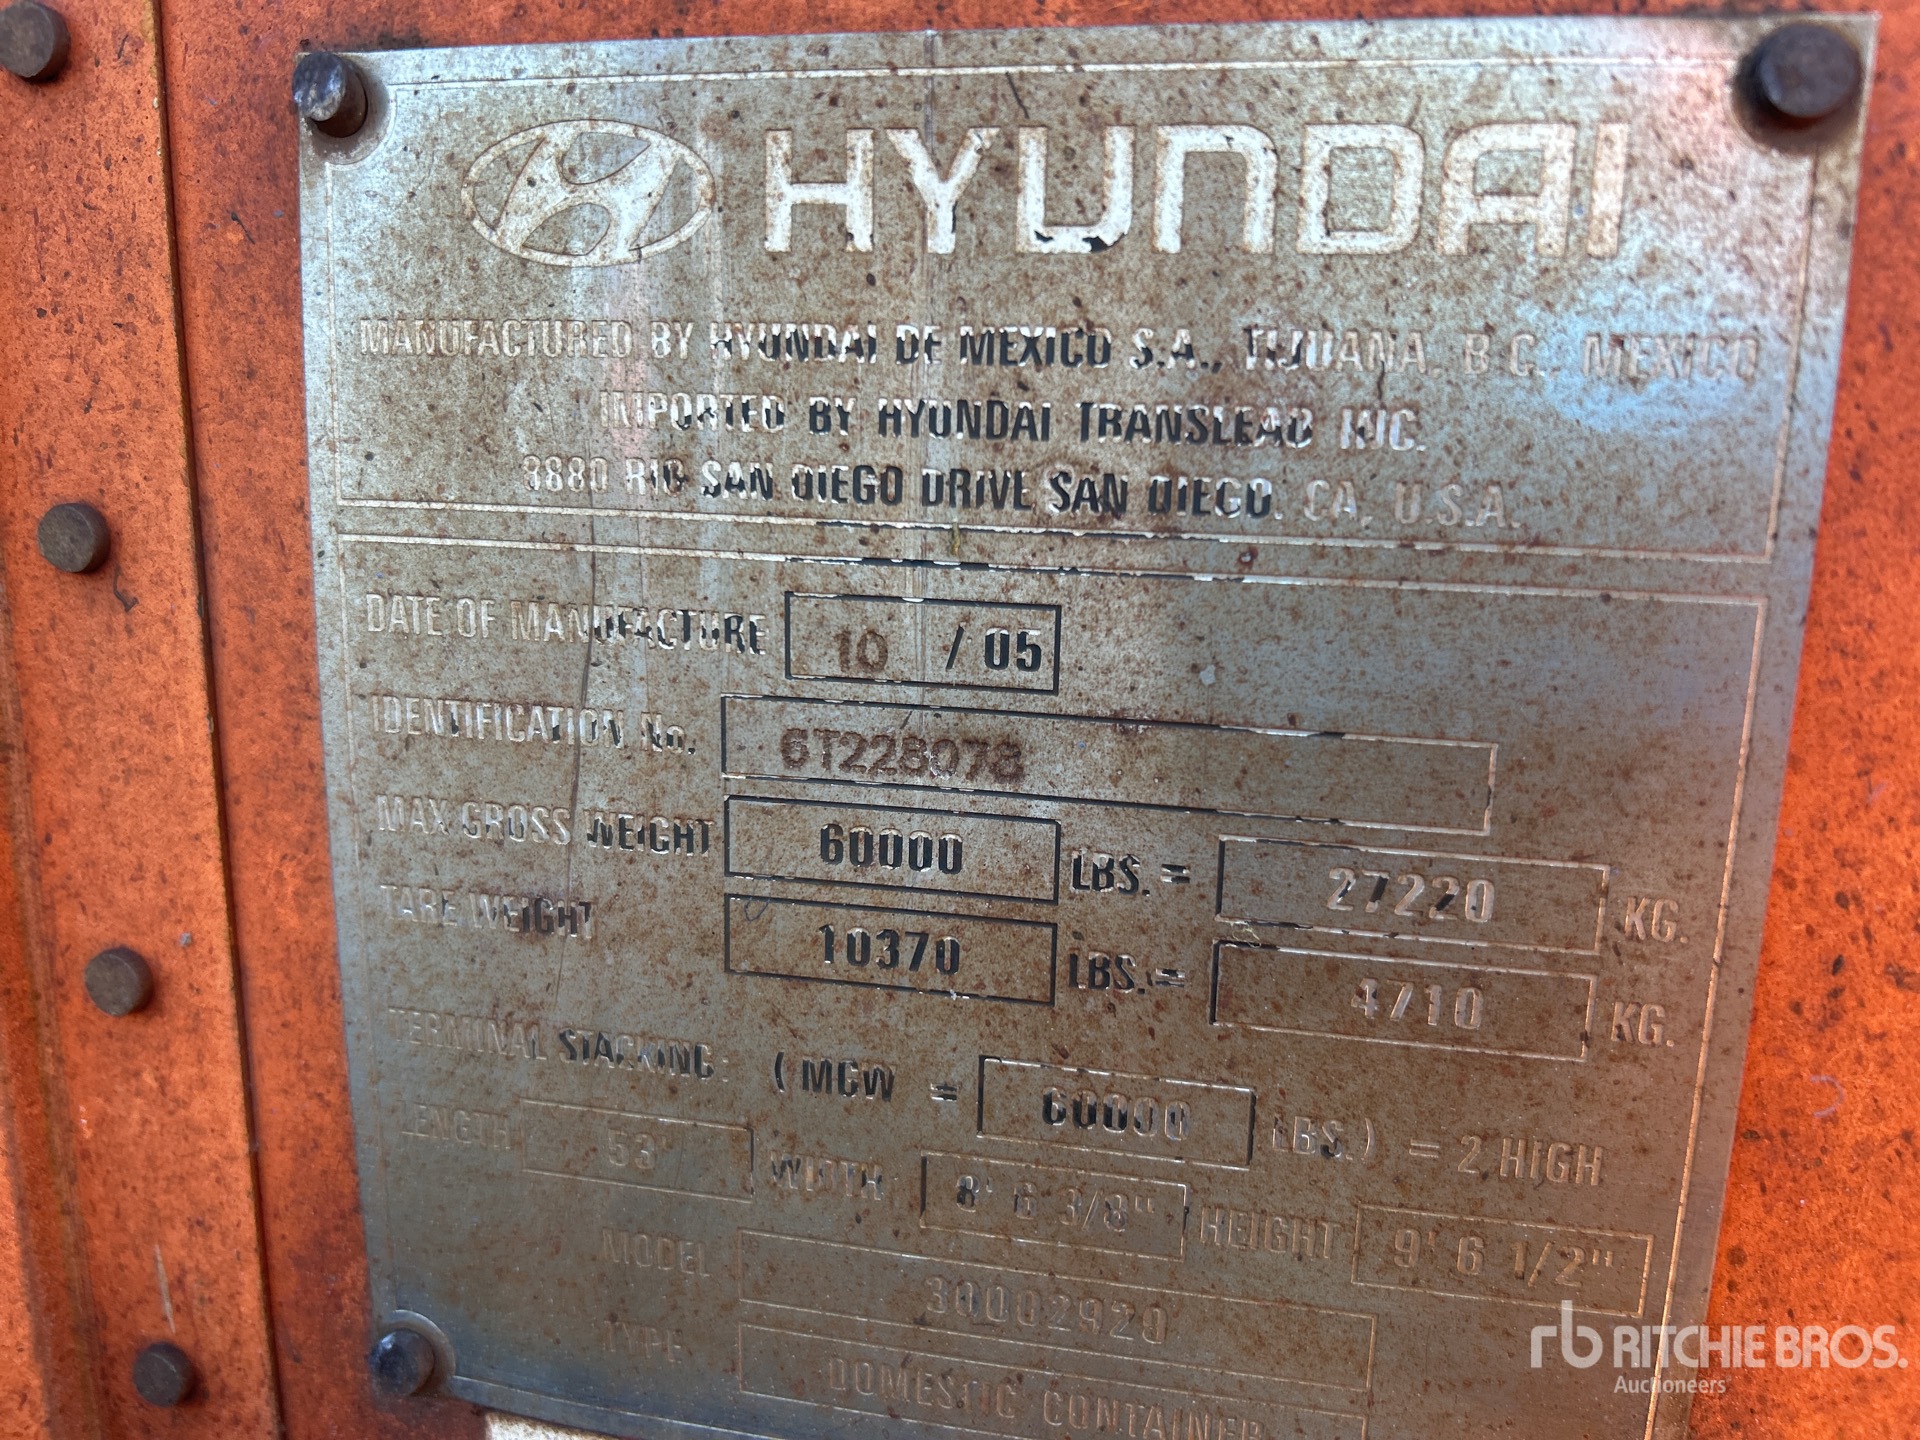 HYUNDAI
MANUFACTURED BY HYUNDAI DE MEXICO S.A., TIJUANA, B.C., MEXICO
IMPORTED BY HYUNDAI TRANSLEAD INC.
8880 RIO SAN DIEGO DRIVE SAN DIEGO, CA, U.S.A.
DATE OF MANUFACTURE 10 / 05
IDENTIFICATION No. 6T228078
MAX GROSS WEIGHT 60000 LBS. = 27220 KG.
TARE WEIGHT 10370 LBS. = 4710 KG.
TERMINAL STACKING: (MGW = 60000 LBS.) = 2 HIGH
LENGTH 53' WIDTH 8' 6 3/8" HEIGHT 9' 6 1/2"
MODEL 30002929
TYPE DOMESTIC CONTAINER
rb RITCHIE BROS.
Auctioneers